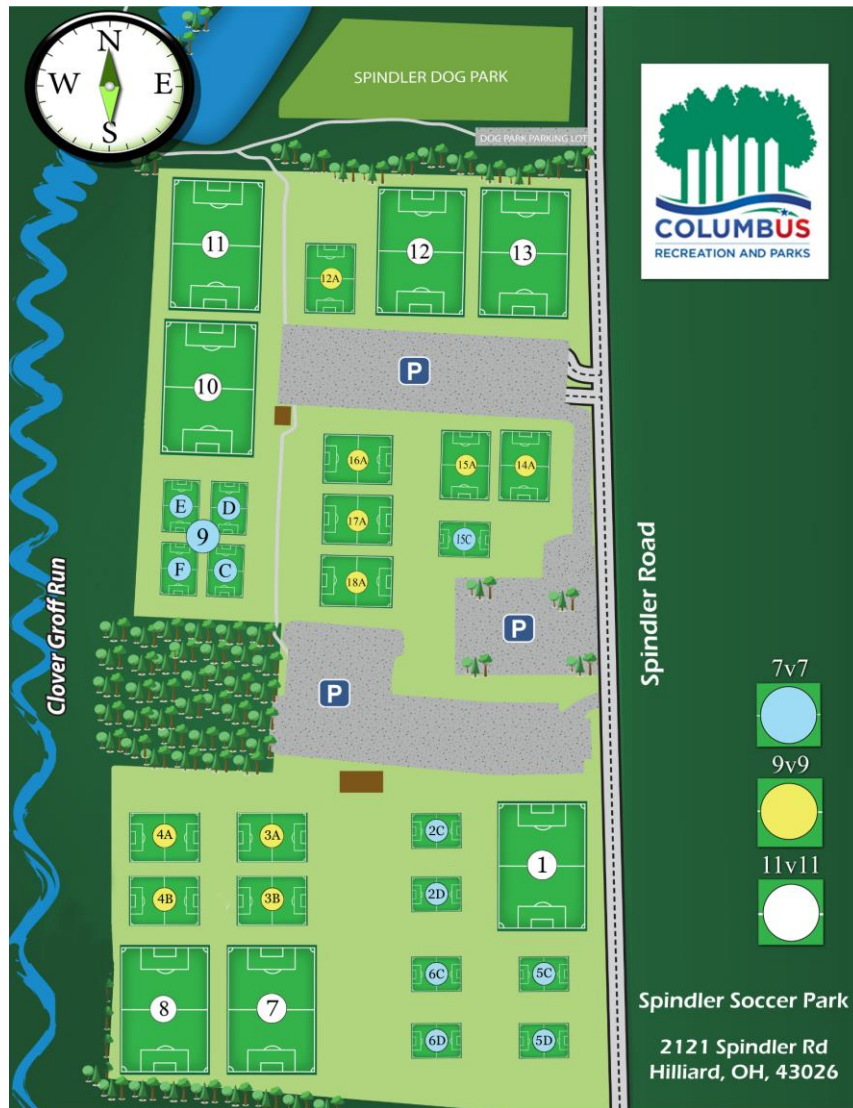 N
W E
S
SPINDLER DOG PARK
DOG PARK PARKING LOT
COLUMBUS
RECREATION AND PARKS
11
12A
12
13
P
10
16A
15A
14A
E
D
9
17A
15C
F
C
18A
P
P
Clover Groff Run
Spindler Road
7v7
9v9
11v11
4A
3A
2C
1
4B
3B
2D
8
7
6C
5C
6D
5D
Spindler Soccer Park
2121 Spindler Rd
Hilliard, OH, 43026